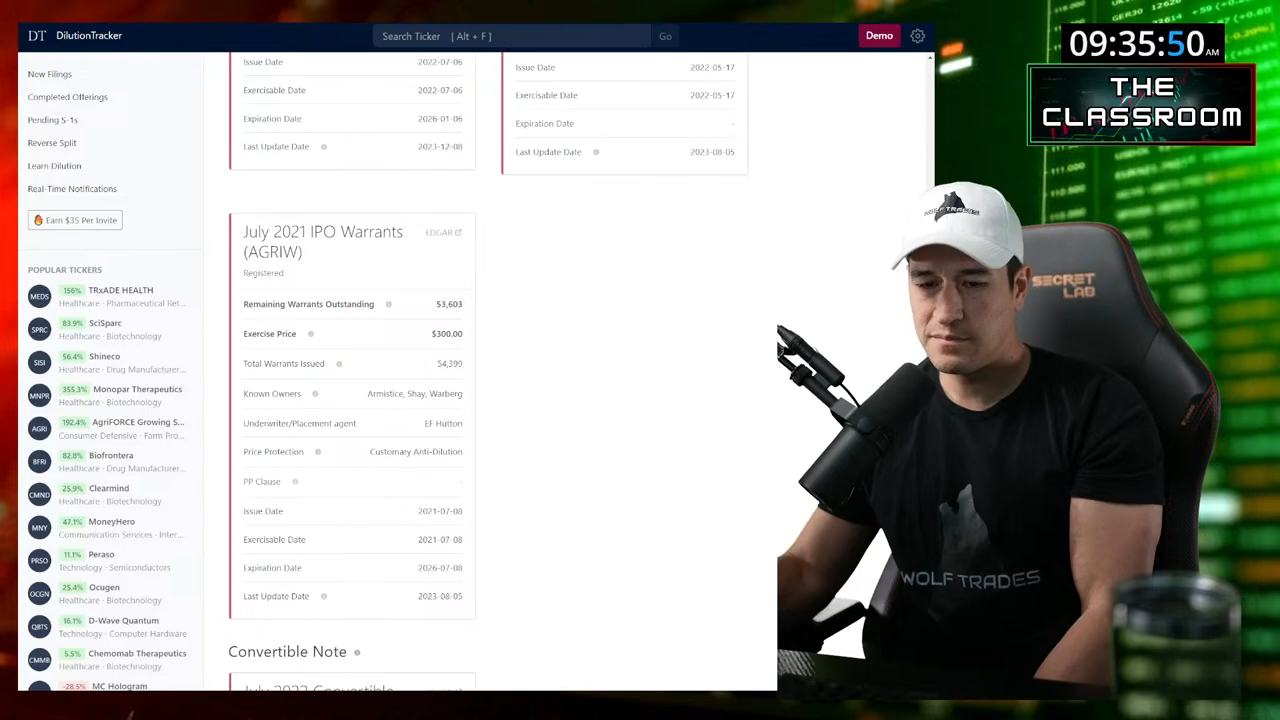 DT DilutionTracker
Search Ticker [ Alt + F ] Go
Demo
09:35:50 AM
THE
CLASSROOM
New Filings
Completed Offerings
Pending S-1s
Reverse Split
Learn Dilution
Real-Time Notifications
Earn $35 Per Invite
POPULAR TICKERS
MEDS 156% TRxADE HEALTH
Healthcare · Pharmaceutical Ret...
SPRC 83.9% SciSparc
Healthcare · Biotechnology
SISI 56.4% Shineco
Healthcare · Drug Manufacturer...
MNPR 355.3% Monopar Therapeutics
Healthcare · Biotechnology
AGRI 192.4% AgriFORCE Growing S...
Consumer Defensive · Farm Pro...
BFRI 82.8% Biofrontera
Healthcare · Drug Manufacturer...
CMND 25.9% Clearmind
Healthcare · Biotechnology
MNY 47.1% MoneyHero
Communication Services · Inter...
PRSO 11.1% Peraso
Technology · Semiconductors
OCGN 25.4% Ocugen
Healthcare · Biotechnology
QBTS 16.1% D-Wave Quantum
Technology · Computer Hardware
CMMB 5.5% Chemomab Therapeutics
Healthcare · Biotechnology
-28.5% MC Hologram
Issue Date 2022-07-06
Exercisable Date 2022-07-06
Expiration Date 2026-01-06
Last Update Date 2023-12-08
Issue Date 2022-05-17
Exercisable Date 2022-05-17
Expiration Date -
Last Update Date 2023-08-05
July 2021 IPO Warrants
(AGRIW)
EDGAR
Registered
Remaining Warrants Outstanding 53,603
Exercise Price $300.00
Total Warrants Issued 54,399
Known Owners Armistice, Shay, Warberg
Underwriter/Placement agent EF Hutton
Price Protection Customary Anti-Dilution
PP Clause -
Issue Date 2021-07-08
Exercisable Date 2021-07-08
Expiration Date 2026-07-08
Last Update Date 2023-08-05
Convertible Note
July 2022 Convertible
WOLF TRADES
SECRET
LAB
WOLF TRADES